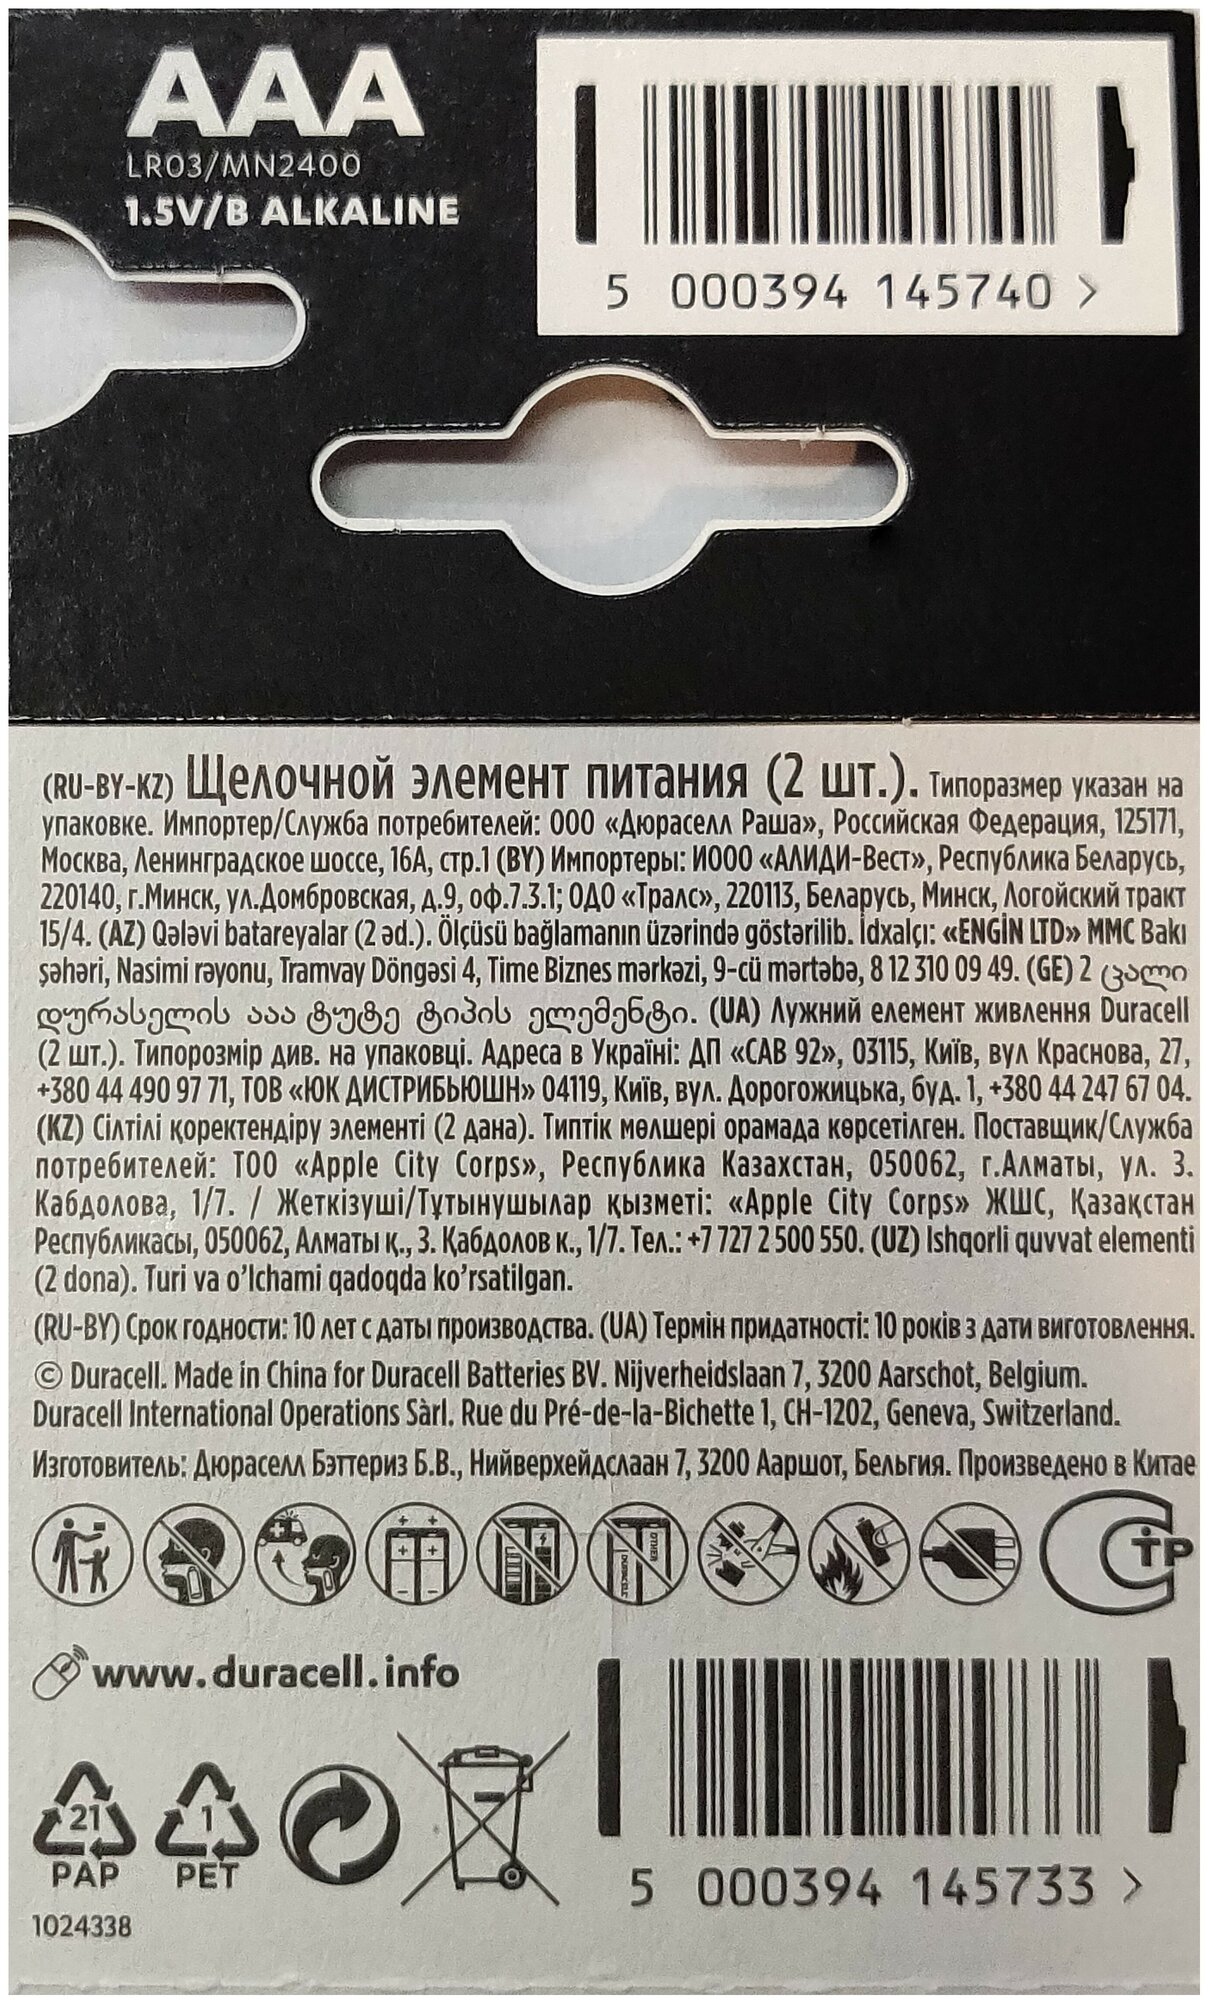 AAA
LR03/MN2400
1.5V/B ALKALINE
5 000394 145740 >
(RU-BY-KZ) Щелочной элемент питания (2 шт.). Типоразмер указан на
упаковке. Импортер/Служба потребителей: ООО «Дюраселл Раша», Российская Федерация, 125171,
Москва, Ленинградское шоссе, 16А, стр.1 (BY) Импортеры: ИООО «АЛИДИ-Вест», Республика Беларусь,
220140, г.Минск, ул.Домбровская, д.9, оф.7.3.1; ОДО «Тралс», 220113, Беларусь, Минск, Логойский тракт
15/4. (AZ) Qələvi batareyalar (2 əd.). Ölçüsü bağlamanın üzərində göstərilib. İdxalçı: «ENGİN LTD» MMC Bakı
şəhəri, Nasimi rəyonu, Tramvay Döngəsi 4, Time Biznes mərkəzi, 9-cü mərtəbə, 8 12 310 09 49. (GE) 2 ცალი
დურასელის ააა ტუტე ტიპის ელემენტი. (UA) Лужний елемент живлення Duracell
(2 шт.). Типорозмір див. на упаковці. Адреса в Україні: ДП «САВ 92», 03115, Київ, вул Краснова, 27,
+380 44 490 97 71, ТОВ «ЮК ДИСТРИБЬЮШН» 04119, Київ, вул. Дорогожицька, буд. 1, +380 44 247 67 04.
(KZ) Сілтілі қоректендіру элементі (2 дана). Типтік мөлшері орамада көрсетілген. Поставщик/Служба
потребителей: ТОО «Apple City Corps», Республика Казахстан, 050062, г.Алматы, ул. З.
Кабдолова, 1/7. / Жеткізуші/Тұтынушылар қызметі: «Apple City Corps» ЖШС, Қазақстан
Республикасы, 050062, Алматы қ., З. Қабдолов к., 1/7. Тел.: +7 727 2 500 550. (UZ) Ishqorli quvvat elementi
(2 dona). Turi va o'lchami qadoqda ko'rsatilgan.
(RU-BY) Срок годности: 10 лет с даты производства. (UA) Термін придатності: 10 років з дати виготовлення.
© Duracell. Made in China for Duracell Batteries BV. Nijverheidslaan 7, 3200 Aarschot, Belgium.
Duracell International Operations Sàrl. Rue du Pré-de-la-Bichette 1, CH-1202, Geneva, Switzerland.
Изготовитель: Дюраселл Бэттериз Б.В., Нийверхейдслаан 7, 3200 Ааршот, Бельгия. Произведено в Китае
OTHER
DURACELL
СТР
www.duracell.info
21
PAP
1
PET
5 000394 145733 >
1024338